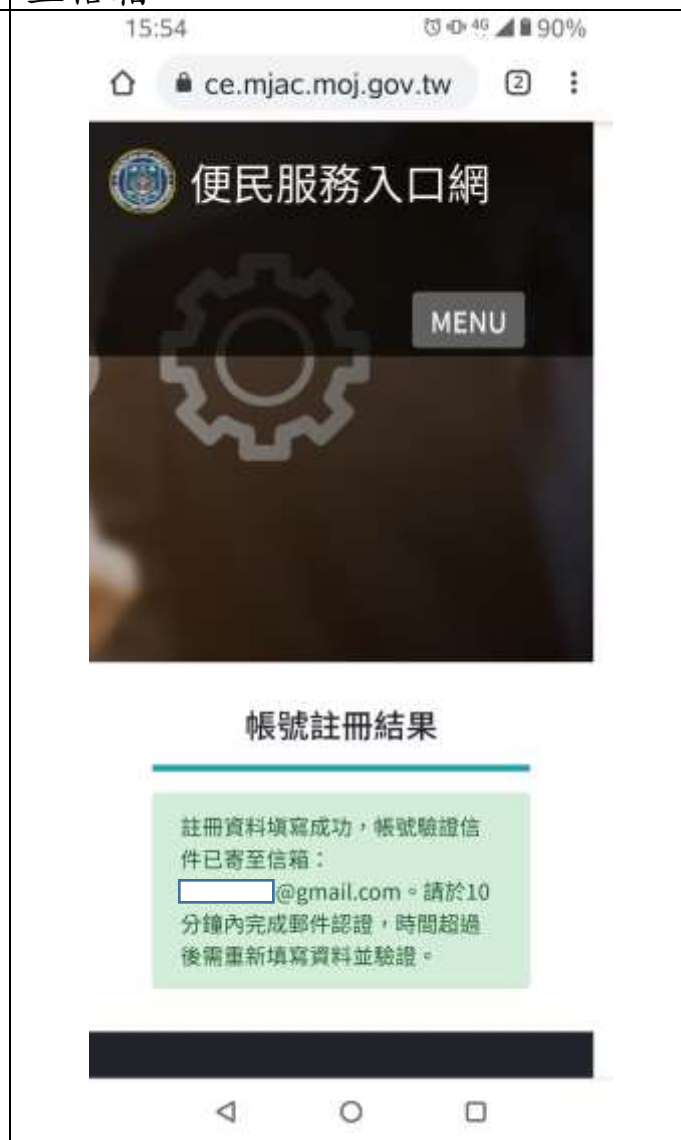 15:54 4G 90%
ce.mjac.moj.gov.tw 2
便民服務入口網
MENU
帳號註冊結果
註冊資料填寫成功，帳號驗證信
件已寄至信箱：
@gmail.com。請於10
分鐘內完成郵件認證，時間超過
後需重新填寫資料並驗證。